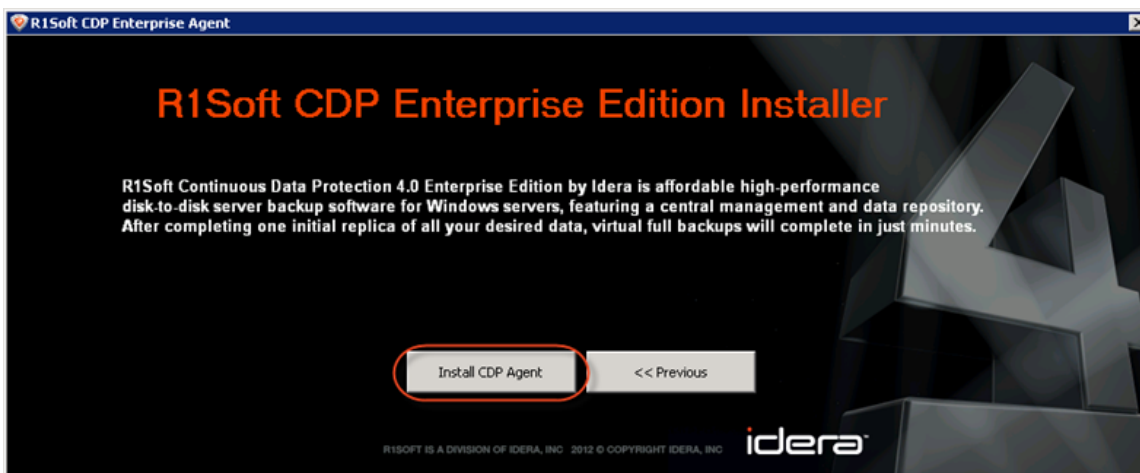 R1Soft CDP Enterprise Agent
R1Soft CDP Enterprise Edition Installer
R1Soft Continuous Data Protection 4.0 Enterprise Edition by Idera is affordable high-performance
disk-to-disk server backup software for Windows servers, featuring a central management and data repository.
After completing one initial replica of all your desired data, virtual full backups will complete in just minutes.
Install CDP Agent
<< Previous
R1SOFT IS A DIVISION OF IDERA, INC 2012 © COPYRIGHT IDERA, INC
idera